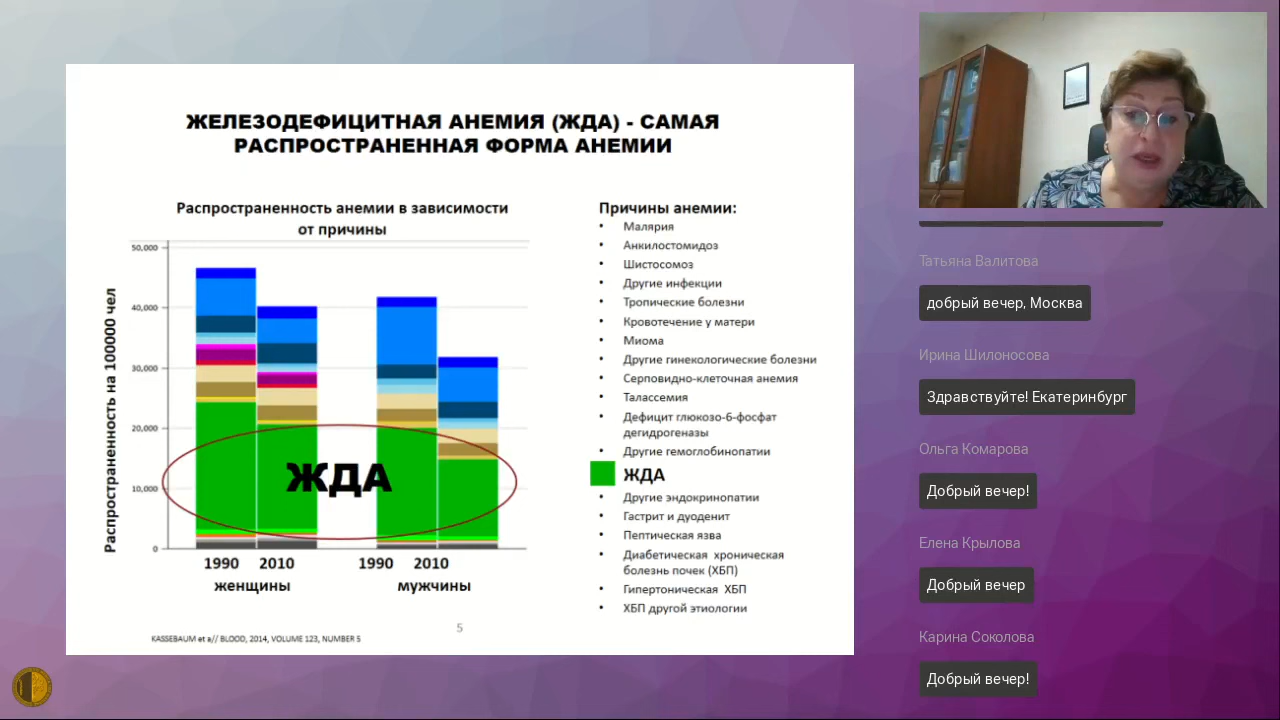 ЖЕЛЕЗОДЕФИЦИТНАЯ АНЕМИЯ (ЖДА) - САМАЯ
РАСПРОСТРАНЕННАЯ ФОРМА АНЕМИИ
Распространенность анемии в зависимости
от причины
Распространенность на 100000 чел
50,000
40,000
30,000
20,000
10,000
0
ЖДА
1990 2010
1990 2010
женщины
мужчины
Причины анемии:
• Малярия
• Анкилостомидоз
• Шистосомоз
• Другие инфекции
• Тропические болезни
• Кровотечение у матери
• Миома
• Другие гинекологические болезни
• Серповидно-клеточная анемия
• Талассемия
• Дефицит глюкозо-6-фосфат
дегидрогеназы
• Другие гемоглобинопатии
ЖДА
• Другие эндокринопатии
• Гастрит и дуоденит
• Пептическая язва
• Диабетическая хроническая
болезнь почек (ХБП)
• Гипертоническая ХБП
• ХБП другой этиологии
5
KASSEBAUM et a// BLOOD, 2014, VOLUME 123, NUMBER 5
Татьяна Валитова
добрый вечер, Москва
Ирина Шилоносова
Здравствуйте! Екатеринбург
Ольга Комарова
Добрый вечер!
Елена Крылова
Добрый вечер
Карина Соколова
Добрый вечер!